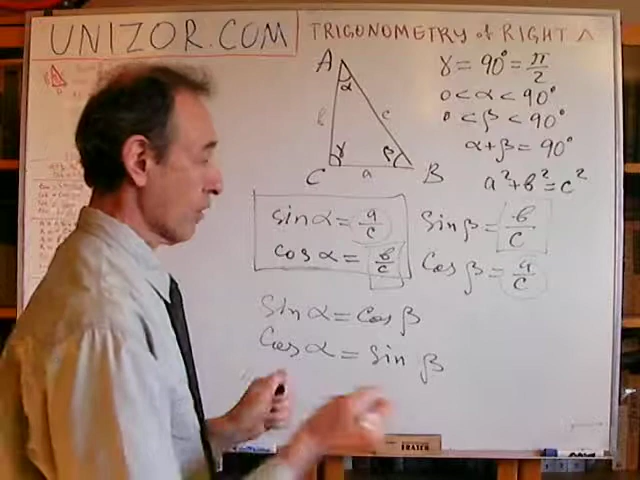 UNIZOR.COM
TRIGONOMETRY of RIGHT Δ
A
α
b
c
γ
β
C
a
B
γ = 90° = π/2
0 < α < 90°
0 < β < 90°
α + β = 90°
a² + b² = c²
sin α = a/c
cos α = b/c
Sin β = b/c
Cos β = a/c
Sin α = Cos β
Cos α = Sin β